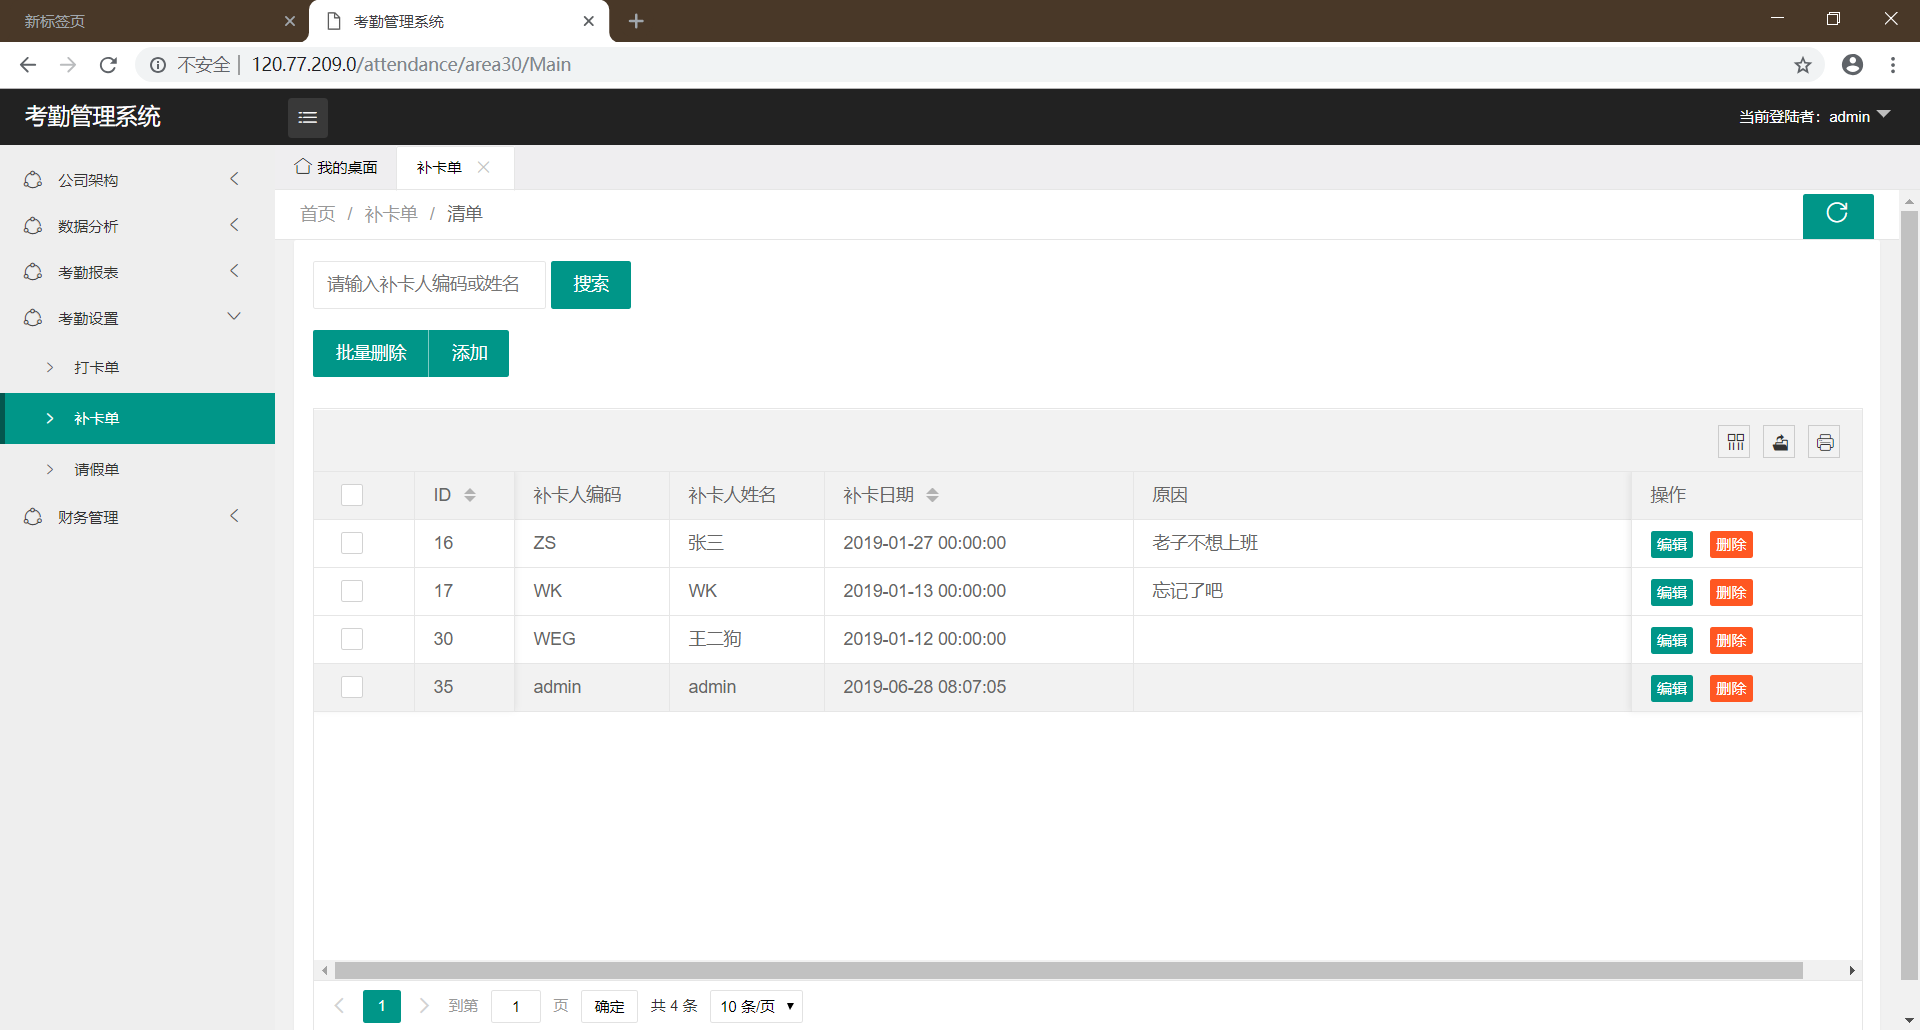 新标签页
考勤管理系统
不安全 | 120.77.209.0/attendance/area30/Main
考勤管理系统
当前登陆者：admin
公司架构
数据分析
考勤报表
考勤设置
打卡单
补卡单
请假单
财务管理
我的桌面 补卡单
首页 / 补卡单 / 清单
请输入补卡人编码或姓名 搜索
批量删除 添加
ID 补卡人编码 补卡人姓名 补卡日期 原因 操作
16 ZS 张三 2019-01-27 00:00:00 老子不想上班 编辑 删除
17 WK WK 2019-01-13 00:00:00 忘记了吧 编辑 删除
30 WEG 王二狗 2019-01-12 00:00:00 编辑 删除
35 admin admin 2019-06-28 08:07:05 编辑 删除
1 到第 1 页 确定 共 4 条 10 条/页